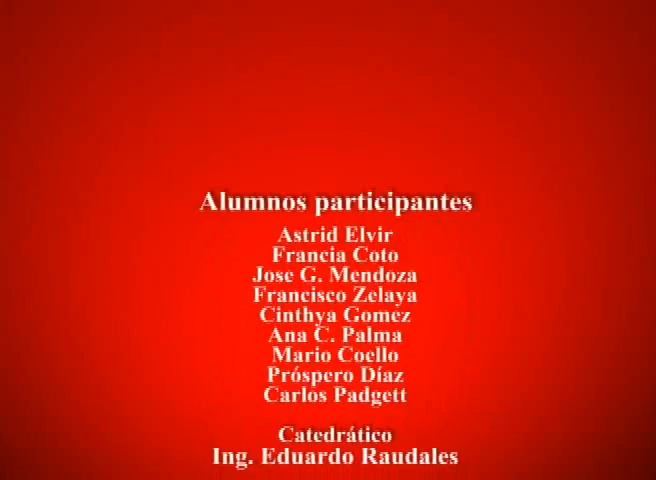 Alumnos participantes
Astrid Elvir
Francia Coto
Jose G. Mendoza
Francisco Zelaya
Cinthya Gomez
Ana C. Palma
Mario Coello
Próspero Díaz
Carlos Padgett
Catedrático
Ing. Eduardo Raudales